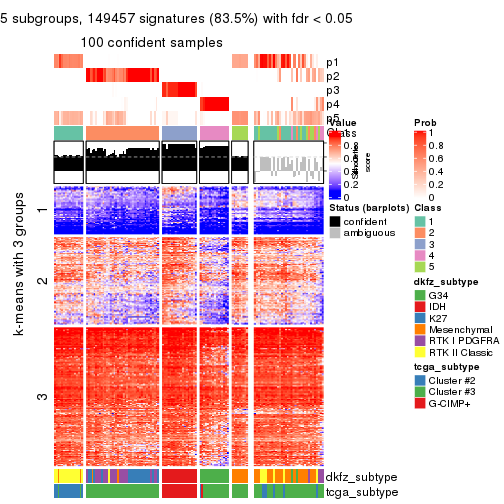 5 subgroups, 149457 signatures (83.5%) with fdr < 0.05
100 confident samples
p1
p2
p3
p4
p5
Class
k-means with 3 groups
1
2
3
Value
1
0.8
0.6
0.4
0.2
0
Silhouette
score
Prob
1
0.8
0.6
0.4
0.2
0
Status (barplots)
confident
ambiguous
Class
1
2
3
4
5
dkfz_subtype
G34
IDH
K27
Mesenchymal
RTK I PDGFRA
RTK II Classic
tcga_subtype
Cluster #2
Cluster #3
G-CIMP+
dkfz_subtype
tcga_subtype